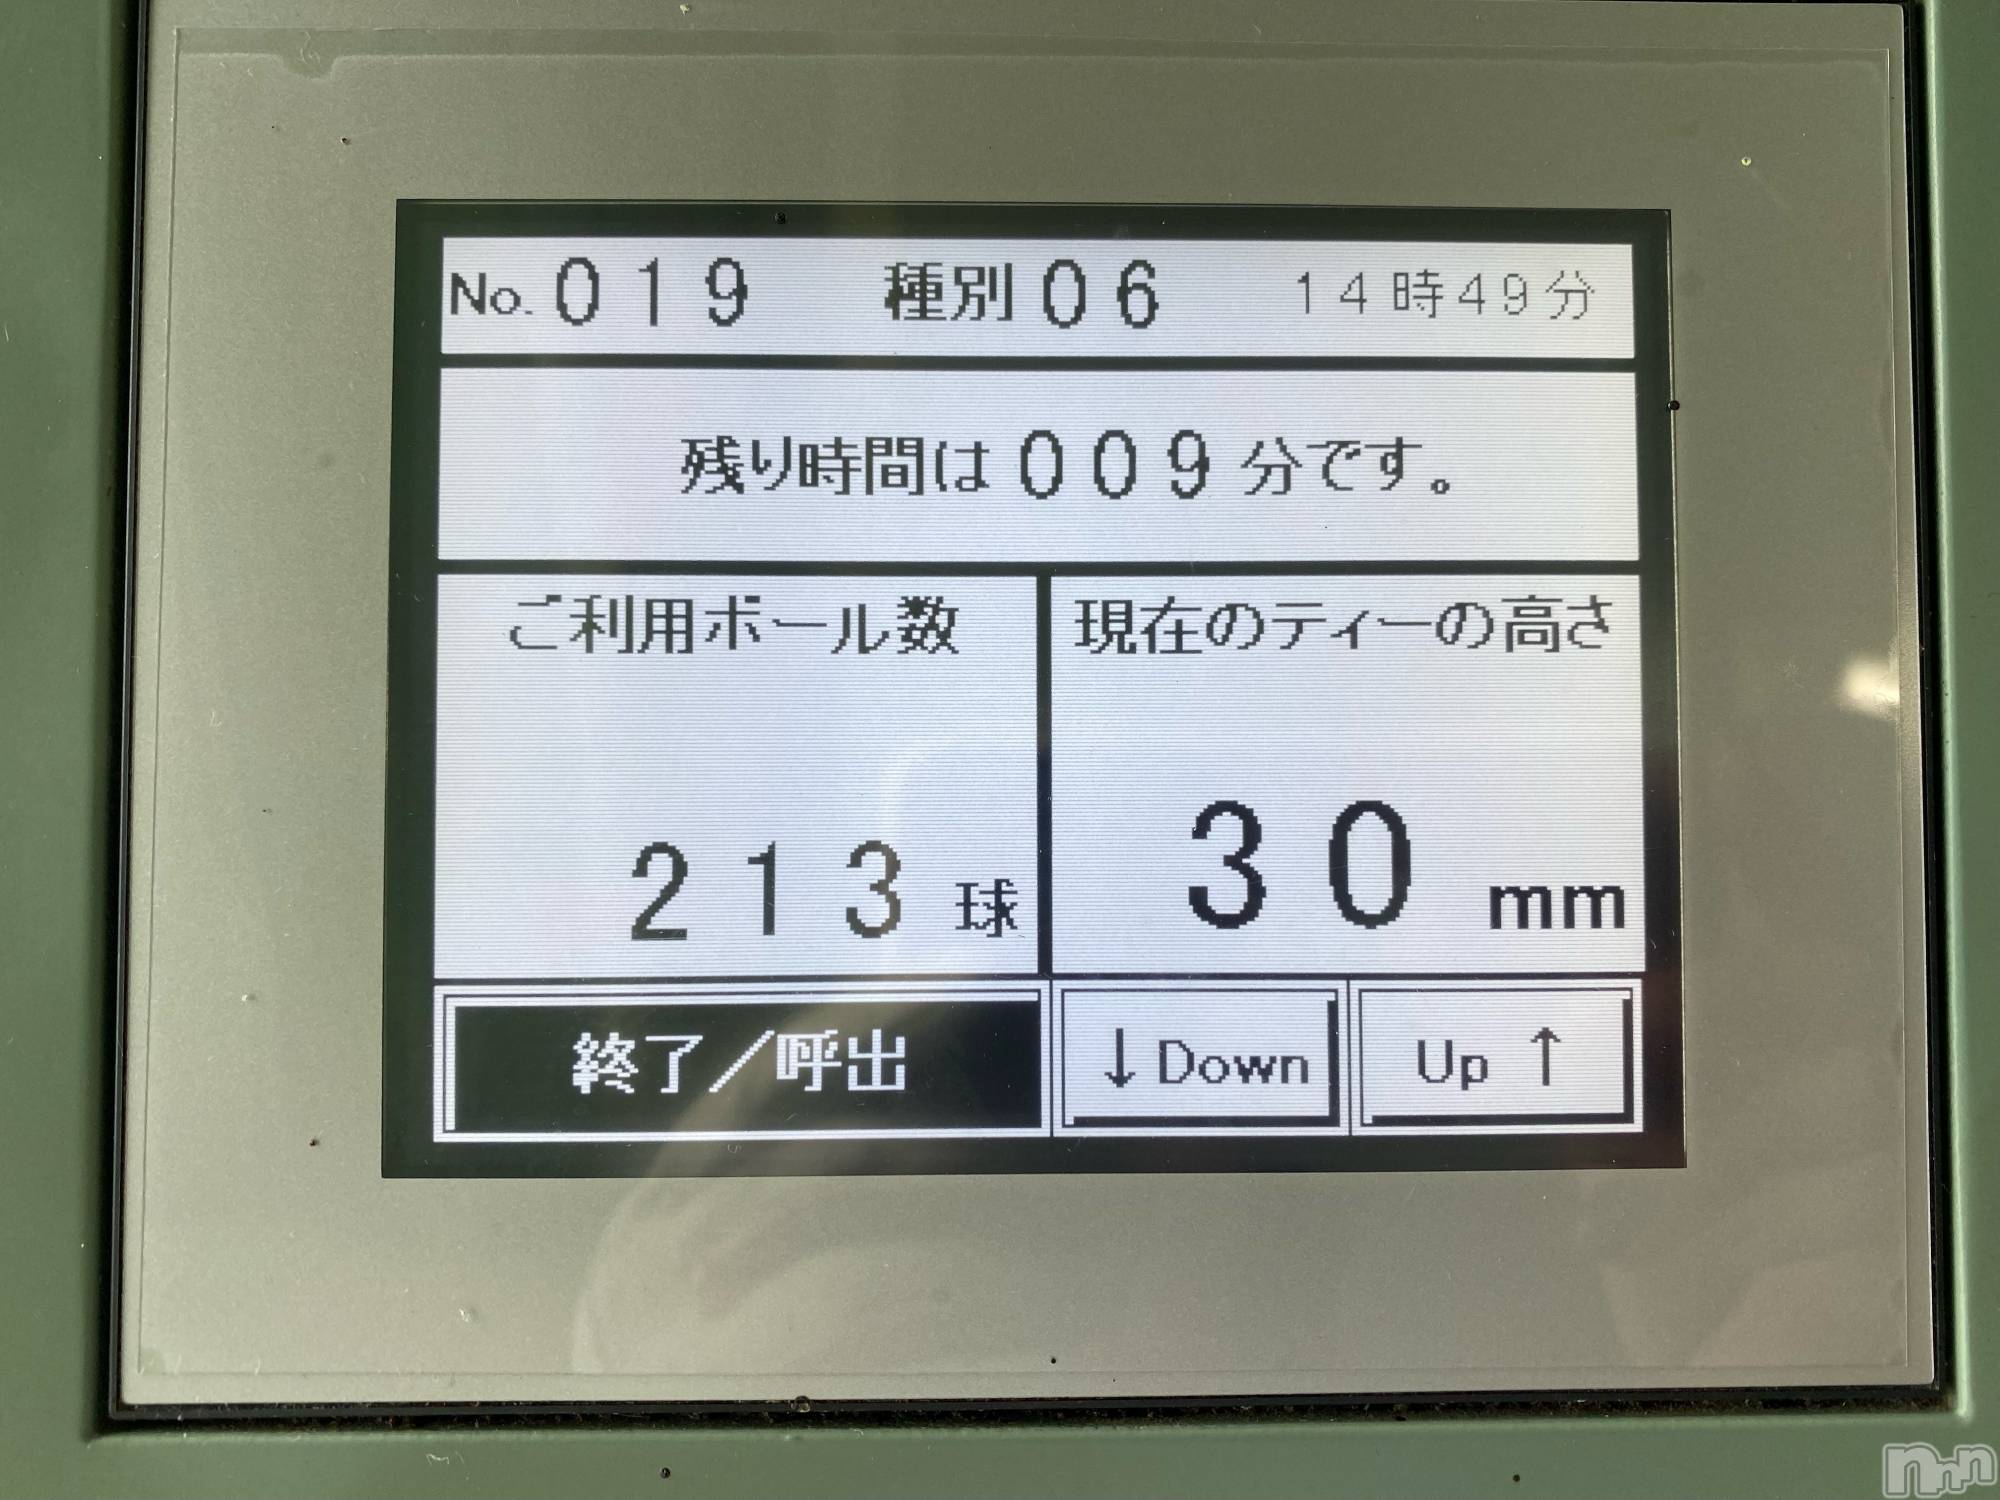 No.019 種別06 14時49分
残り時間は009分です。
ご利用ボール数 現在のティーの高さ
213球 30mm
終了／呼出 ↓Down Up↑
nnn